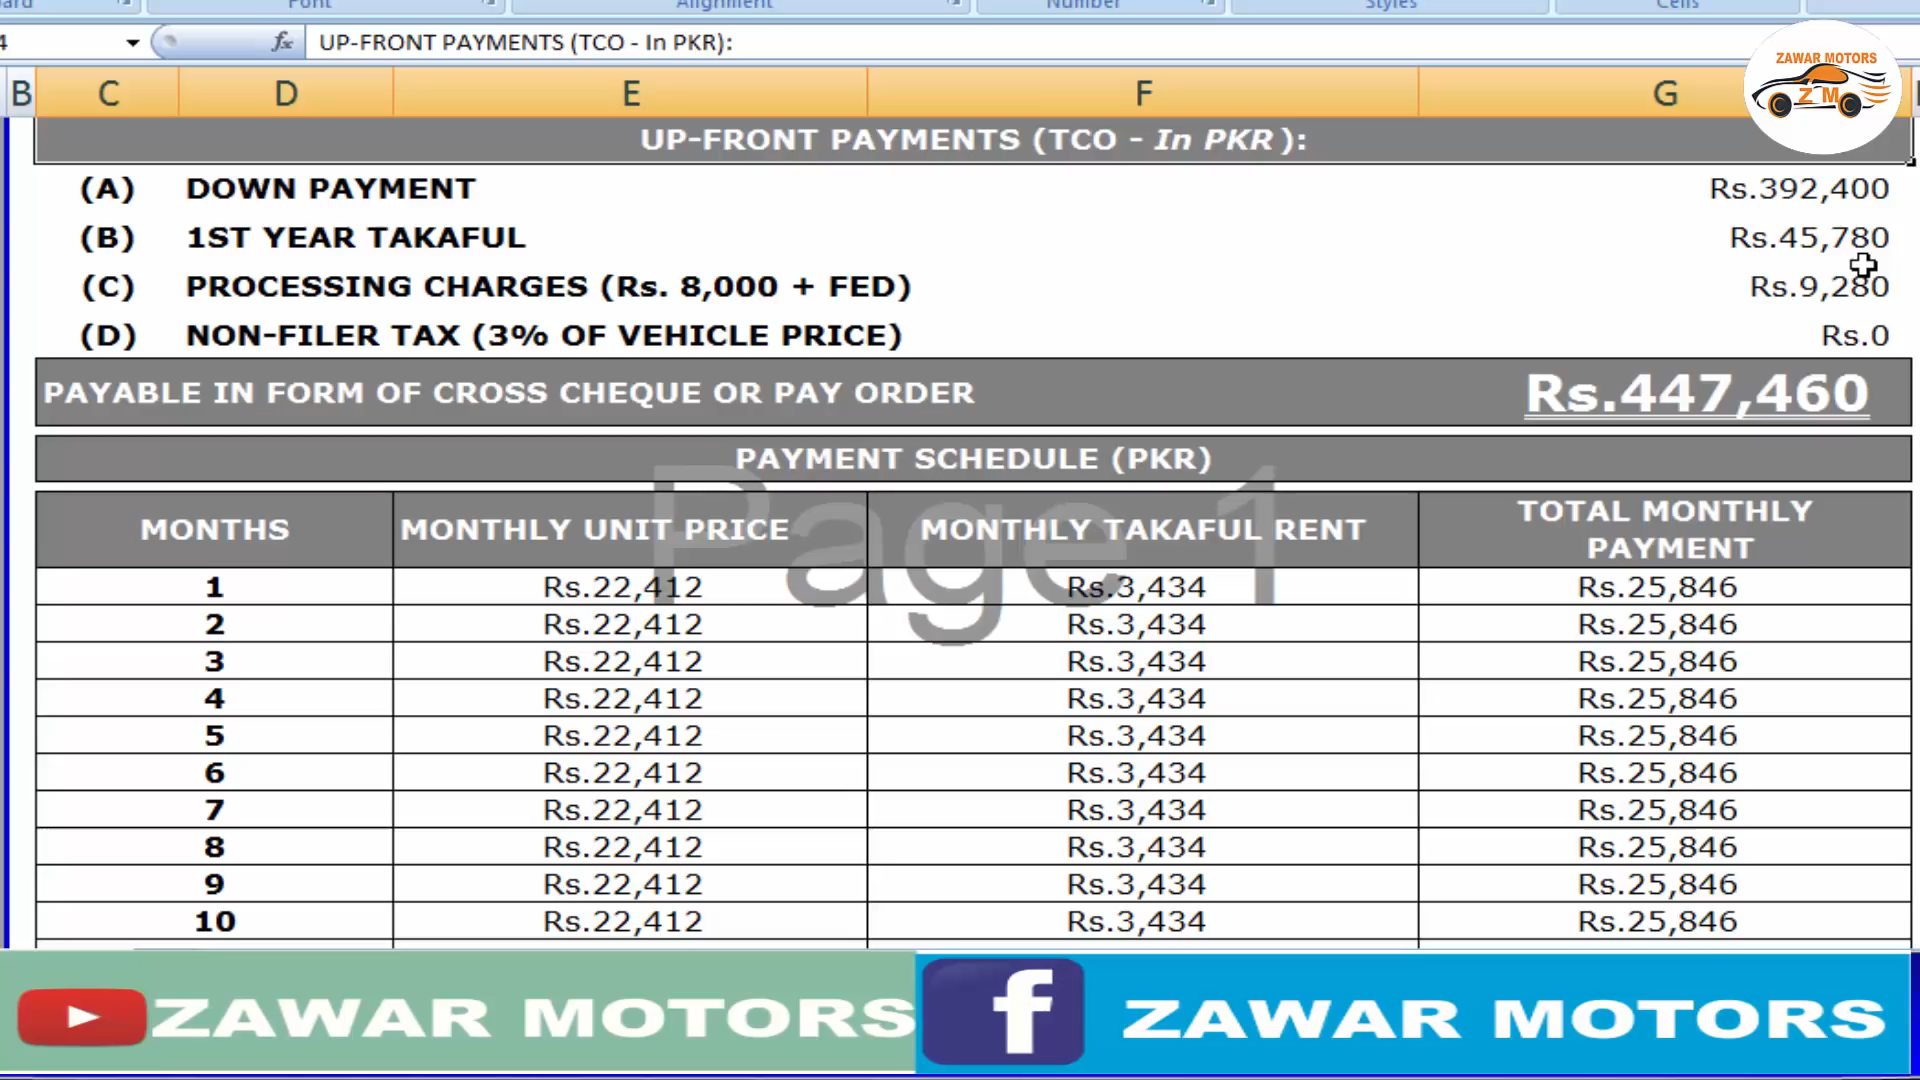 Font Alignment Number Styles Cells
4 fx UP-FRONT PAYMENTS (TCO - In PKR):
ZAWAR MOTORS
Z M
B C D E F G
UP-FRONT PAYMENTS (TCO - In PKR ):
(A) DOWN PAYMENT Rs.392,400
(B) 1ST YEAR TAKAFUL Rs.45,780
(C) PROCESSING CHARGES (Rs. 8,000 + FED) Rs.9,280
(D) NON-FILER TAX (3% OF VEHICLE PRICE) Rs.0
PAYABLE IN FORM OF CROSS CHEQUE OR PAY ORDER Rs.447,460
PAYMENT SCHEDULE (PKR)
Page 1
MONTHS MONTHLY UNIT PRICE MONTHLY TAKAFUL RENT TOTAL MONTHLY PAYMENT
1 Rs.22,412 Rs.3,434 Rs.25,846
2 Rs.22,412 Rs.3,434 Rs.25,846
3 Rs.22,412 Rs.3,434 Rs.25,846
4 Rs.22,412 Rs.3,434 Rs.25,846
5 Rs.22,412 Rs.3,434 Rs.25,846
6 Rs.22,412 Rs.3,434 Rs.25,846
7 Rs.22,412 Rs.3,434 Rs.25,846
8 Rs.22,412 Rs.3,434 Rs.25,846
9 Rs.22,412 Rs.3,434 Rs.25,846
10 Rs.22,412 Rs.3,434 Rs.25,846
ZAWAR MOTORS f ZAWAR MOTORS